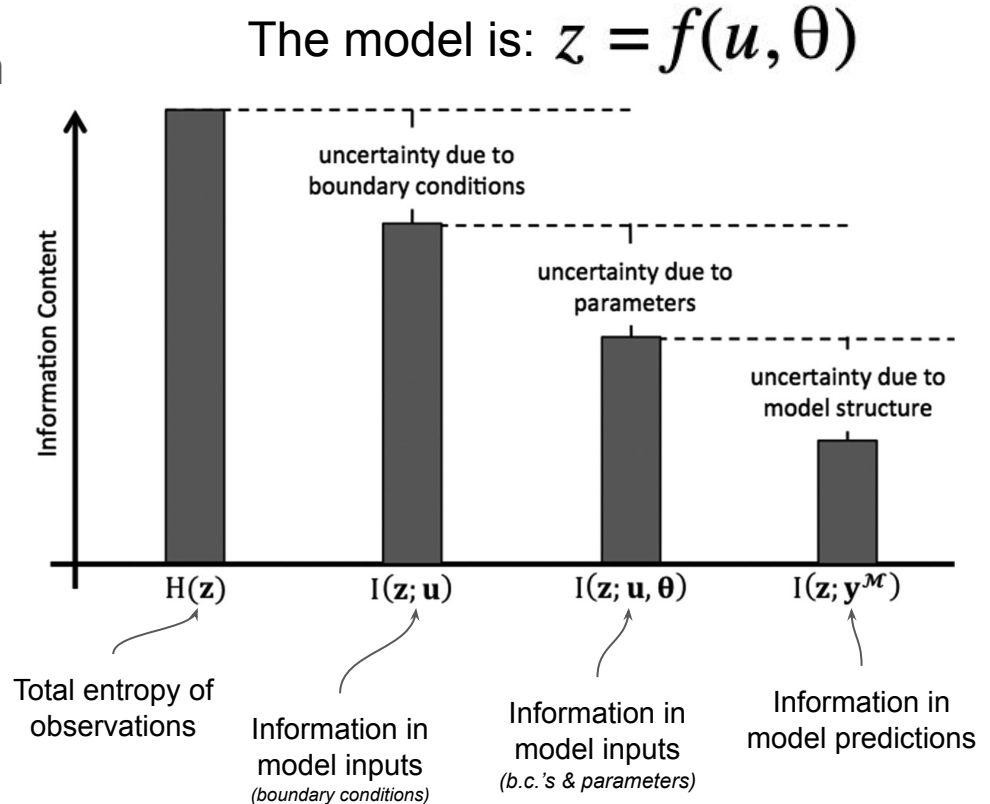 The model is: z = f(u, θ)
uncertainty due to
boundary conditions
uncertainty due to
parameters
uncertainty due to
model structure
Information Content
H(z)
I(z; u)
I(z; u, θ)
I(z; y^ℳ)
Total entropy of
observations
Information in
model inputs
(boundary conditions)
Information in
model inputs
(b.c.'s & parameters)
Information in
model predictions